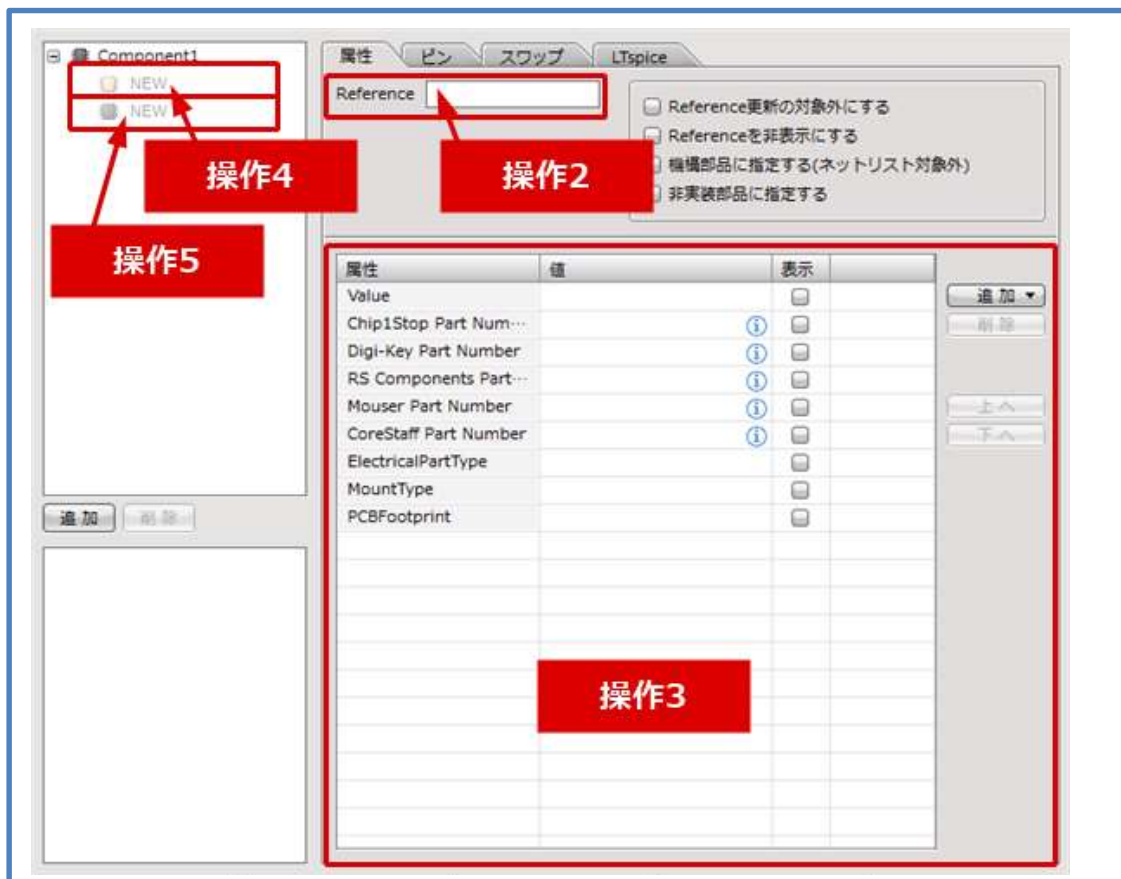 Component1
NEW
NEW
操作4
操作5
追加
削除
属性
ピン
スワップ
LTspice
Reference
操作2
Reference更新の対象外にする
Referenceを非表示にする
機構部品に指定する(ネットリスト対象外)
非実装部品に指定する
属性 値 表示
Value
Chip1Stop Part Num…
Digi-Key Part Number
RS Components Part…
Mouser Part Number
CoreStaff Part Number
ElectricalPartType
MountType
PCBFootprint
操作3
追加
削除
上へ
下へ